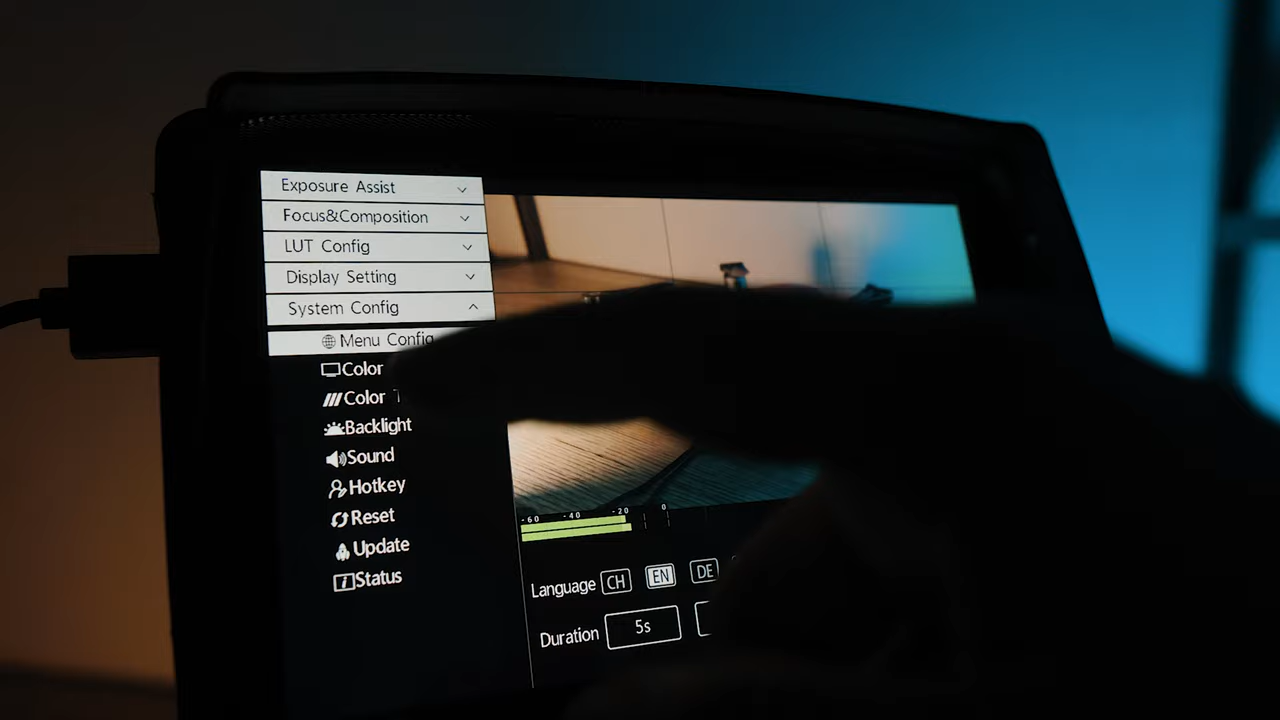 Exposure Assist
Focus&Composition
LUT Config
Display Setting
System Config
Menu Config
Color
Color
Backlight
Sound
Hotkey
Reset
Update
Status
-60 -40 -20 0
Language CH EN DE
Duration 5s